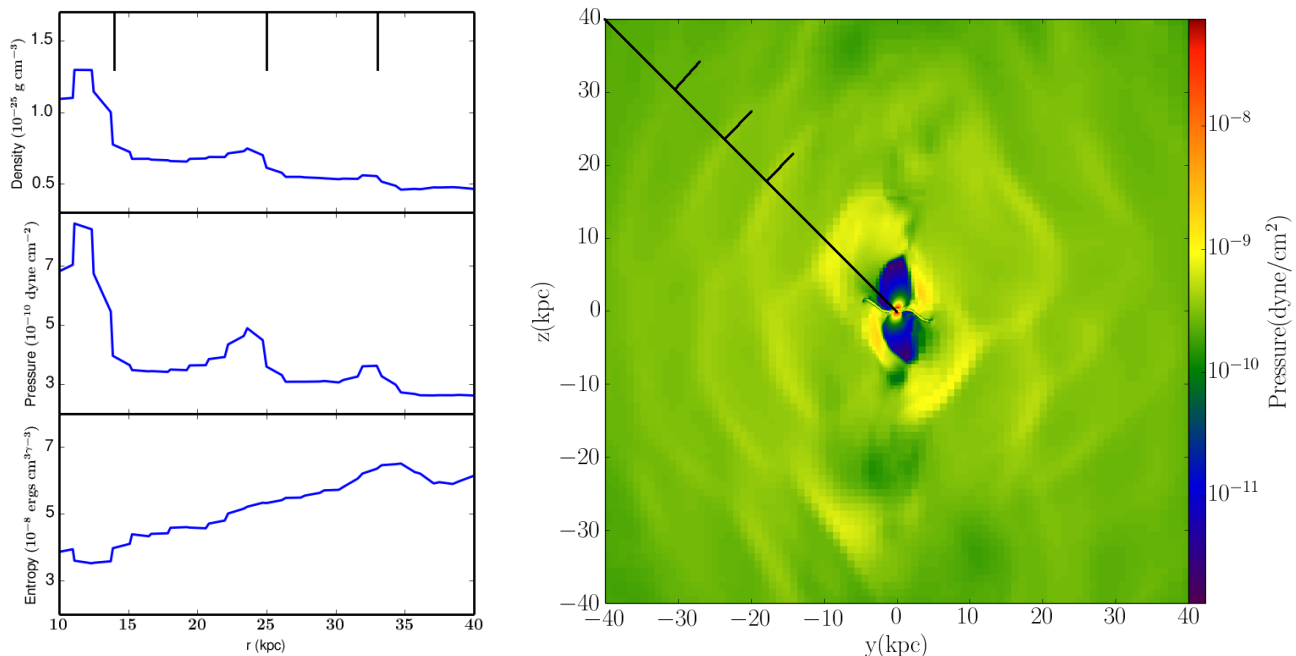 Density (10⁻²⁵ g cm⁻³)
1.5
1.0
0.5
Pressure (10⁻¹⁰ dyne cm⁻²)
7
5
3
Entropy (10⁻⁸ ergs cm³ᵞ⁻³)
7
5
3
10 15 20 25 30 35 40
r (kpc)
z(kpc)
40
30
20
10
0
−10
−20
−30
−40
−40 −30 −20 −10 0 10 20 30 40
y(kpc)
10⁻⁸
10⁻⁹
10⁻¹⁰
10⁻¹¹
Pressure(dyne/cm²)